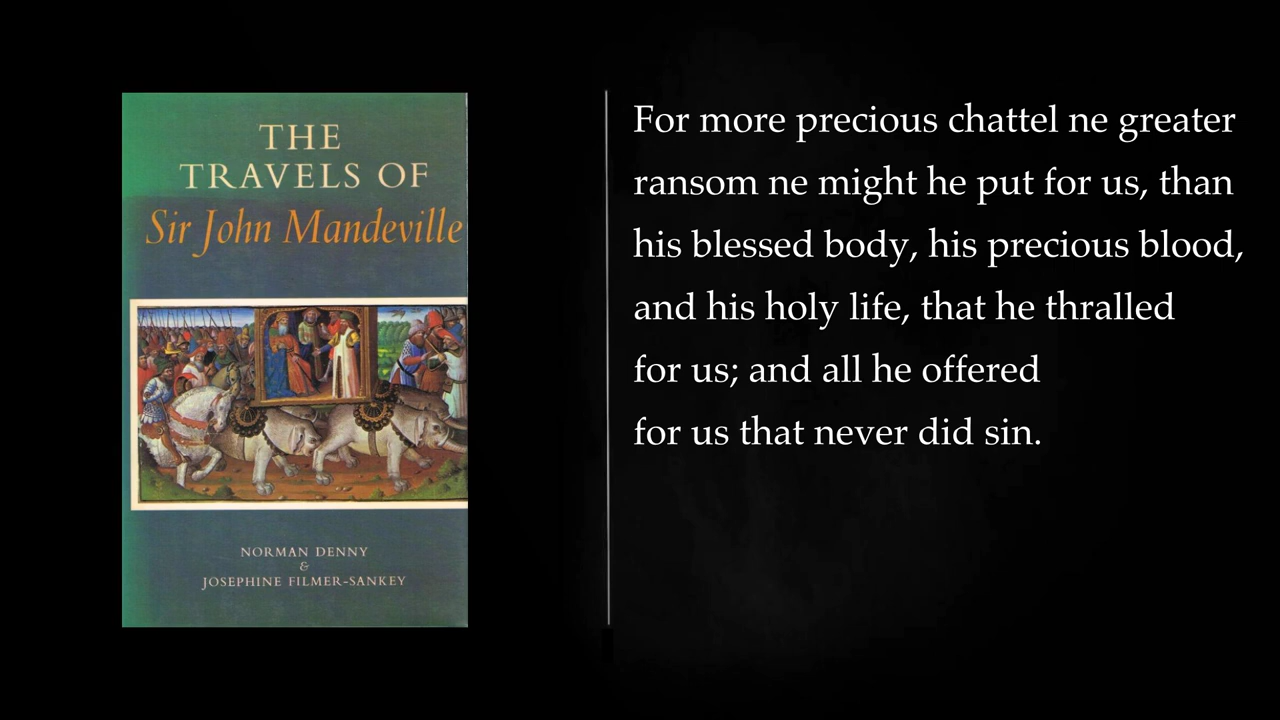 THE
TRAVELS OF
Sir John Mandeville
NORMAN DENNY
&
JOSEPHINE FILMER-SANKEY
For more precious chattel ne greater
ransom ne might he put for us, than
his blessed body, his precious blood,
and his holy life, that he thralled
for us; and all he offered
for us that never did sin.